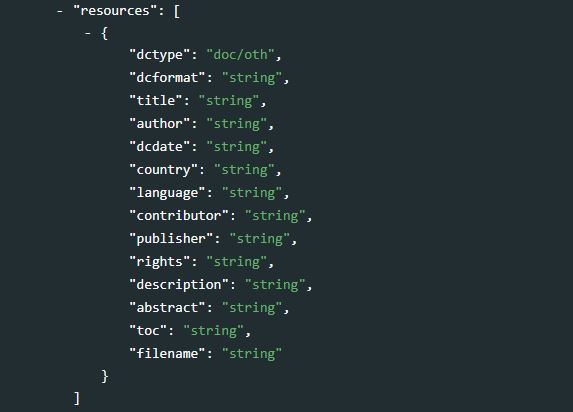 - "resources": [
- {
"dctype": "doc/oth",
"dcformat": "string",
"title": "string",
"author": "string",
"dcdate": "string",
"country": "string",
"language": "string",
"contributor": "string",
"publisher": "string",
"rights": "string",
"description": "string",
"abstract": "string",
"toc": "string",
"filename": "string"
}
]